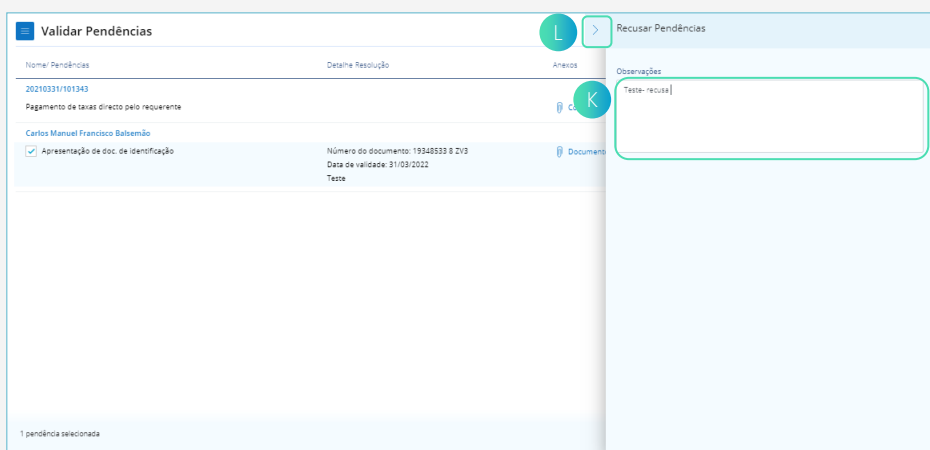 Validar Pendências
L
Recusar Pendências
Nome/ Pendências
Detalhe Resolução
Anexos
Observações
20210331/101343
Teste- recusa
Pagamento de taxas directo pelo requerente
K
Carlos Manuel Francisco Balsemão
Apresentação de doc. de identificação
Número do documento: 19348533 8 ZV3
Document
Data de validade: 31/03/2022
Teste
1 pendência selecionada